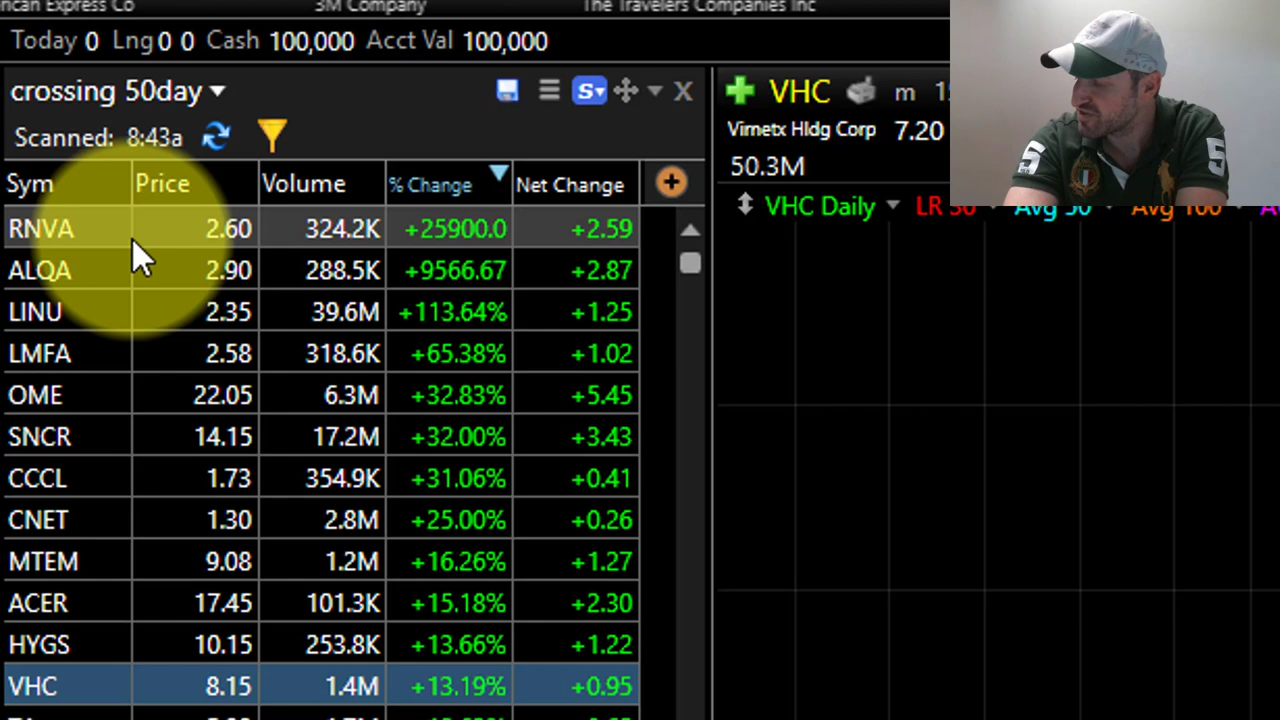 ican Express Co 3M Company The Travelers Companies Inc
Today 0 Lng 0 0 Cash 100,000 Acct Val 100,000
crossing 50day S X
Scanned: 8:43a
Sym Price Volume % Change Net Change
RNVA 2.60 324.2K +25900.0 +2.59
ALQA 2.90 288.5K +9566.67 +2.87
LINU 2.35 39.6M +113.64% +1.25
LMFA 2.58 318.6K +65.38% +1.02
OME 22.05 6.3M +32.83% +5.45
SNCR 14.15 17.2M +32.00% +3.43
CCCL 1.73 354.9K +31.06% +0.41
CNET 1.30 2.8M +25.00% +0.26
MTEM 9.08 1.2M +16.26% +1.27
ACER 17.45 101.3K +15.18% +2.30
HYGS 10.15 253.8K +13.66% +1.22
VHC 8.15 1.4M +13.19% +0.95
VHC m
Virnetx Hldg Corp 7.20
50.3M
VHC Daily LR 50 Avg 50 Avg 100
5 5